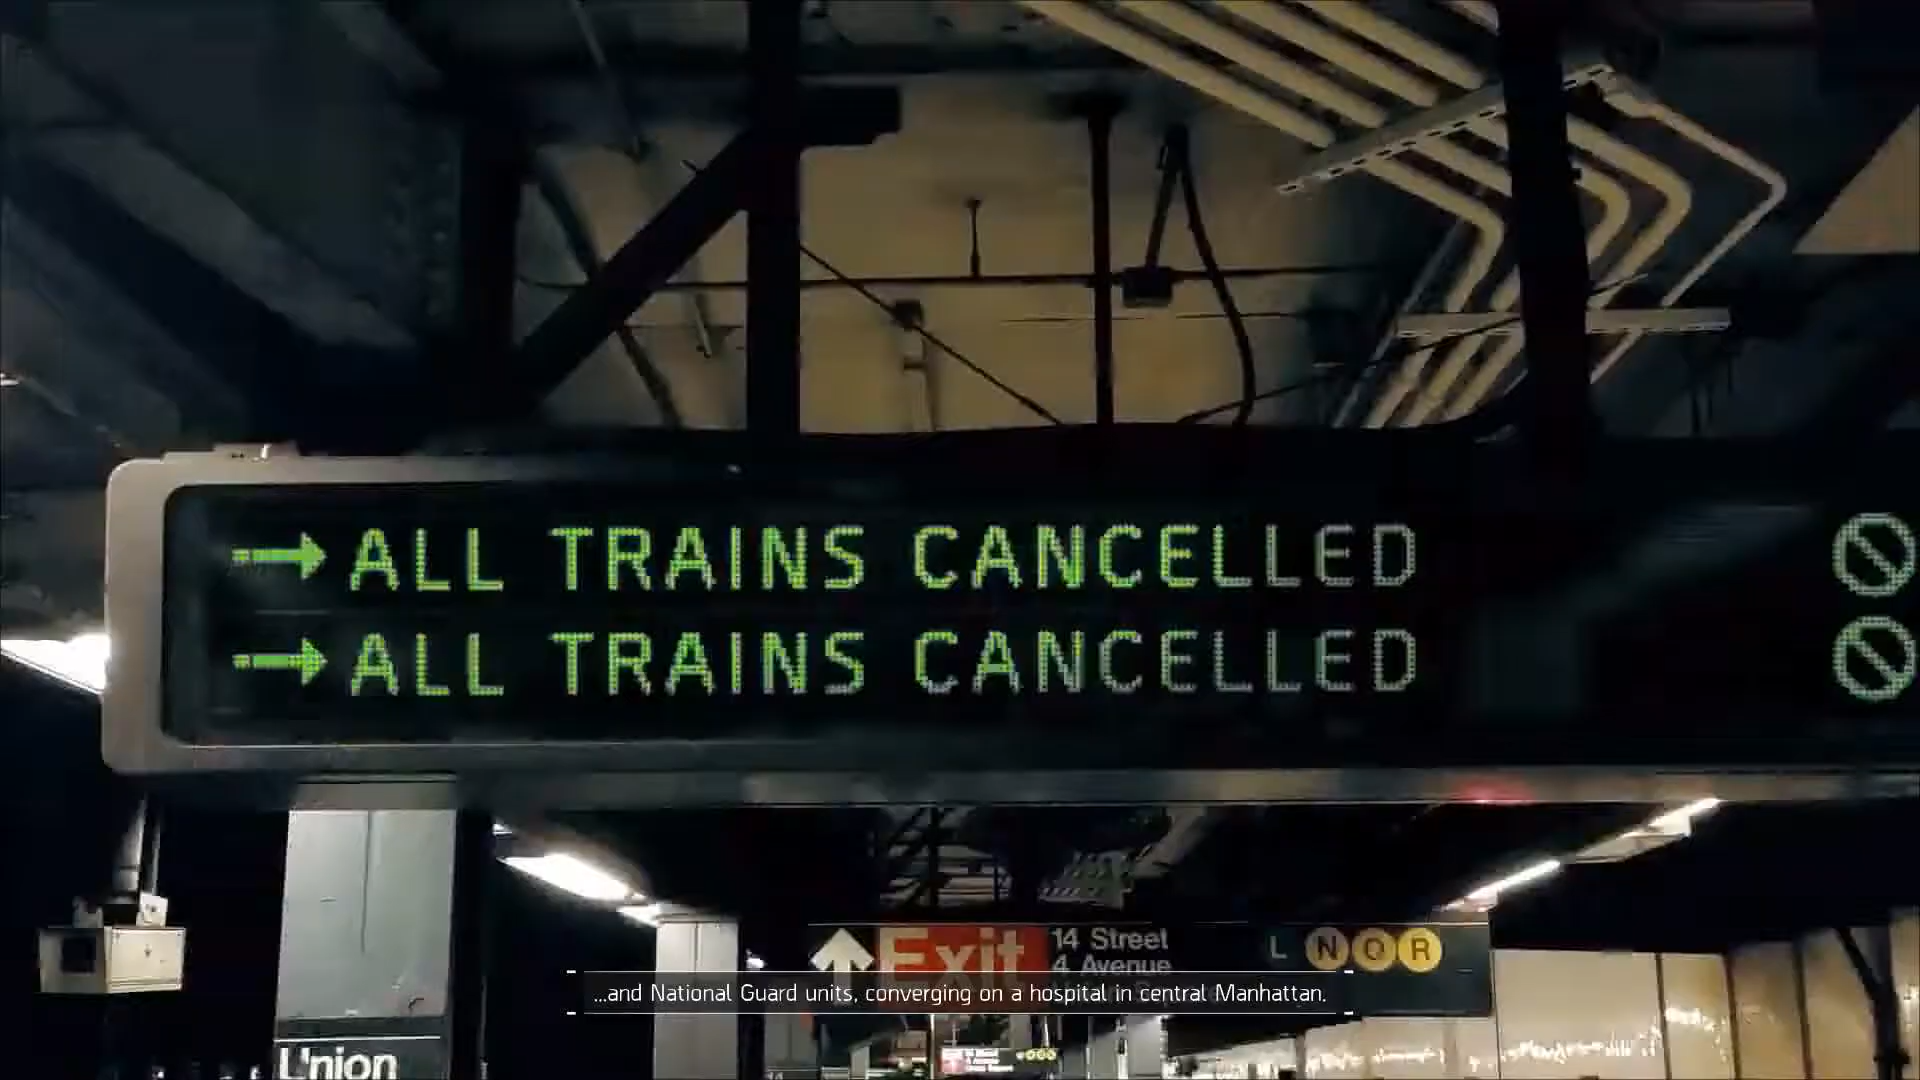 → ALL TRAINS CANCELLED
→ ALL TRAINS CANCELLED
Exit
14 Street
4 Avenue
L N Q R
...and National Guard units, converging on a hospital in central Manhattan.
Union